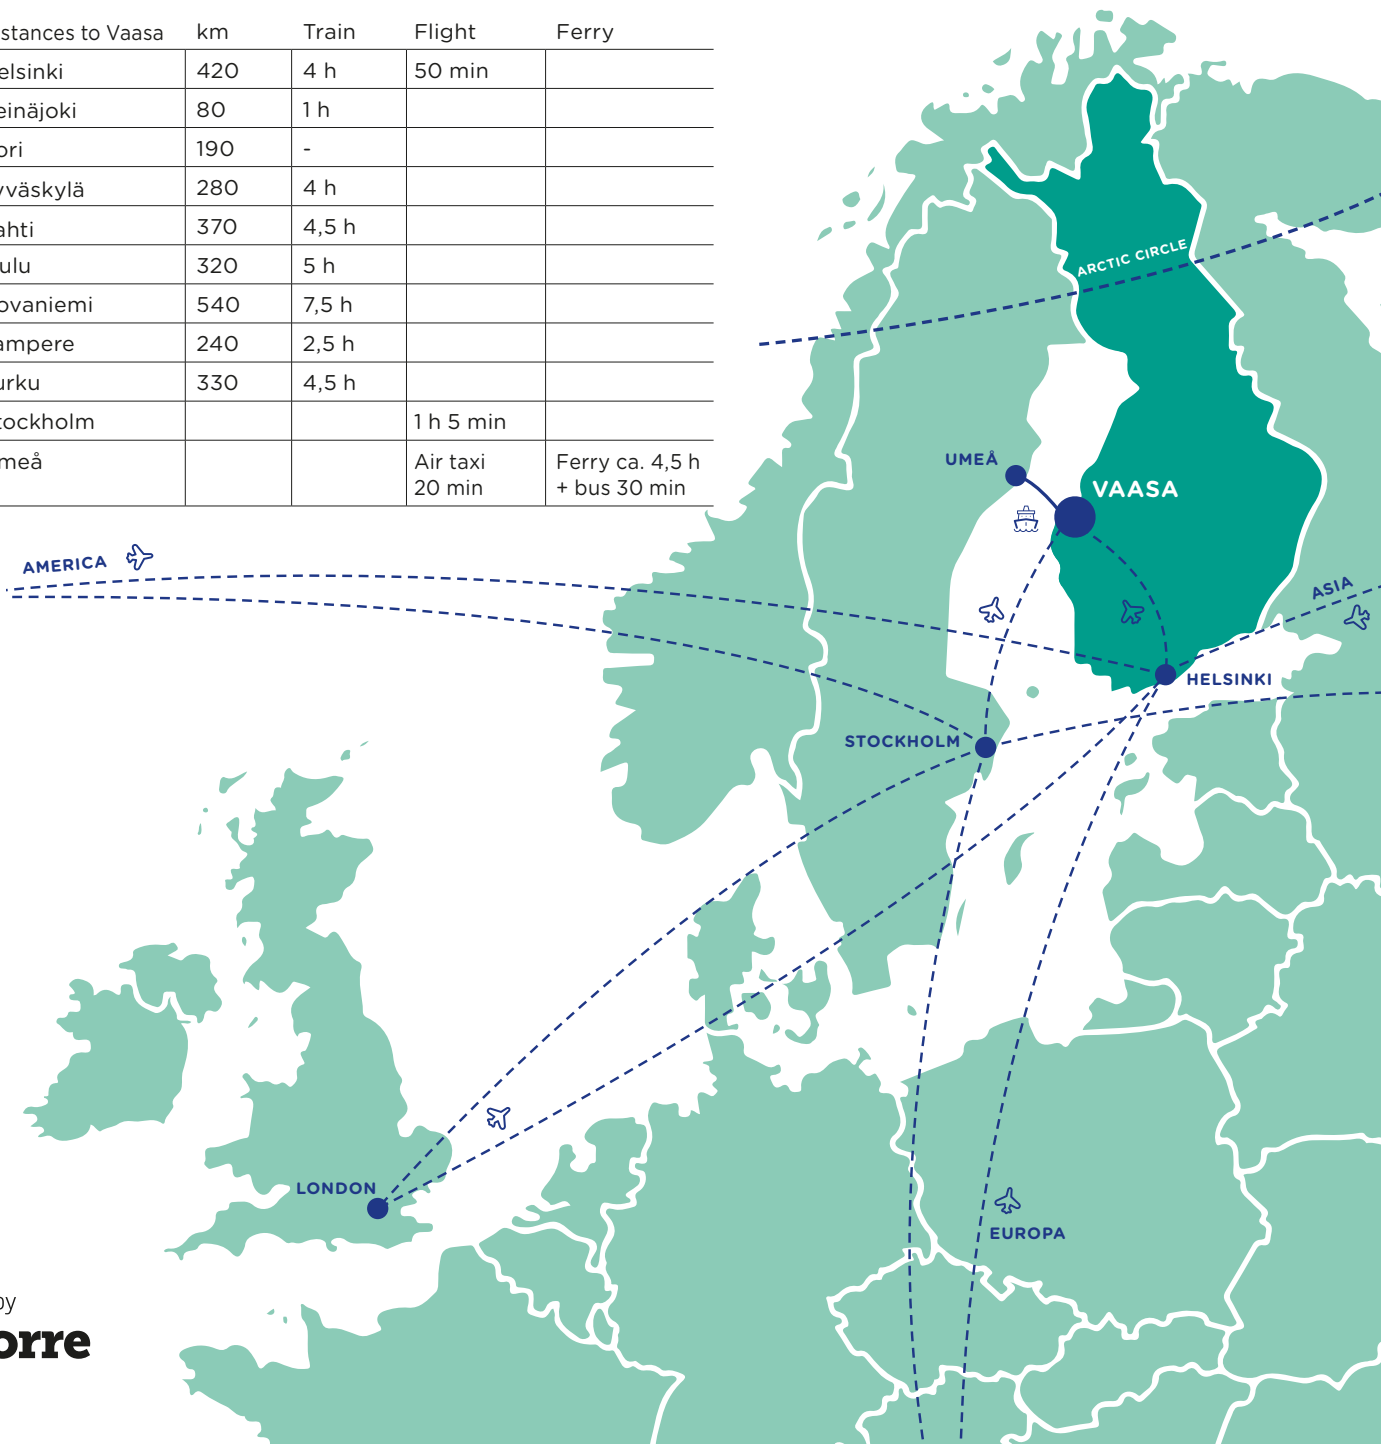 stances to Vaasa km Train Flight Ferry
elsinki 420 4 h 50 min
einäjoki 80 1 h
ori 190 -
yväskylä 280 4 h
ahti 370 4,5 h
ulu 320 5 h
ovaniemi 540 7,5 h
ampere 240 2,5 h
urku 330 4,5 h
tockholm 1 h 5 min
meå Air taxi Ferry ca. 4,5 h
20 min + bus 30 min
ARCTIC CIRCLE
UMEÅ
VAASA
AMERICA
ASIA
HELSINKI
STOCKHOLM
LONDON
EUROPA
by
orre